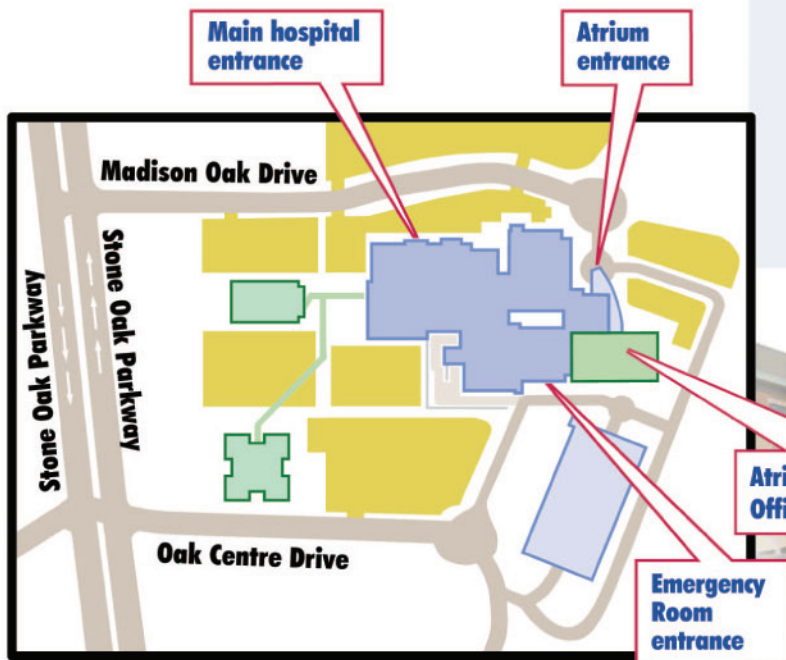 Main hospital
entrance
Atrium
entrance
Madison Oak Drive
Stone Oak Parkway
Stone Oak Parkway
Oak Centre Drive
Emergency
Room
entrance